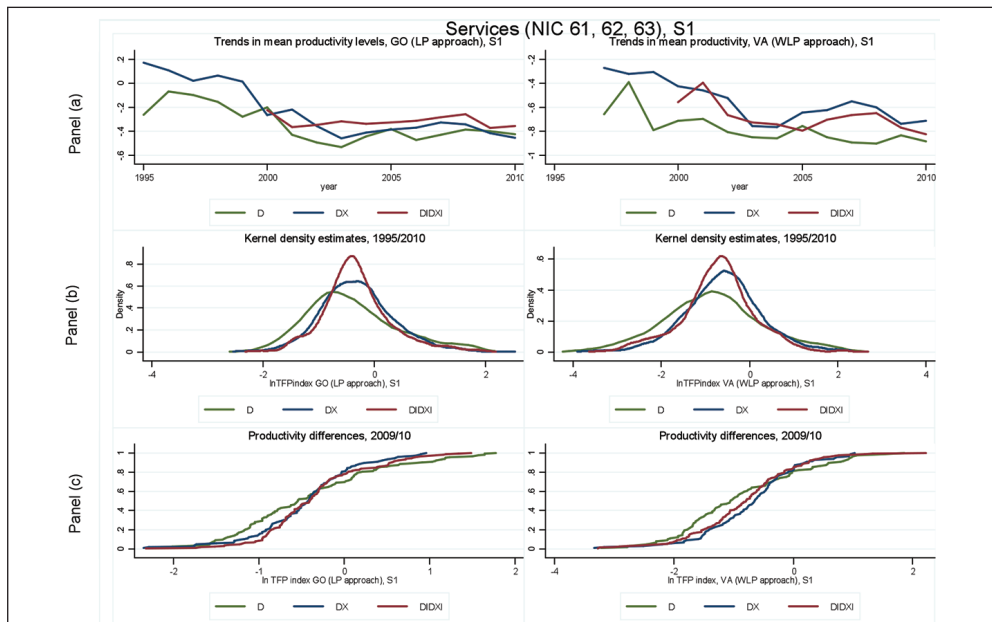 Services (NIC 61, 62, 63), S1
Panel (a)
Trends in mean productivity levels, GO (LP approach), S1
.2
0
-.2
-.4
-.6
1995 2000 2005 2010
year
D DX DIDXI
Trends in mean productivity, VA (WLP approach), S1
-.2
-.4
-.6
-.8
-1
1995 2000 2005 2010
year
D DX DIDXI
Panel (b)
Kernel density estimates, 1995/2010
Density
.8
.6
.4
.2
0
-4 -2 0 2
lnTFPindex GO (LP approach), S1
D DX DIDXI
Kernel density estimates, 1995/2010
Density
.6
.4
.2
0
-4 -2 0 2 4
lnTFPindex VA (WLP approach), S1
D DX DIDXI
Panel (c)
Productivity differences, 2009/10
1
.8
.6
.4
.2
0
-2 -1 0 1 2
ln TFP index GO (LP approach), S1
D DX DIDXI
Productivity differences, 2009/10
1
.8
.6
.4
.2
0
-4 -2 0 2
ln TFP index, VA (WLP approach), S1
D DX DIDXI